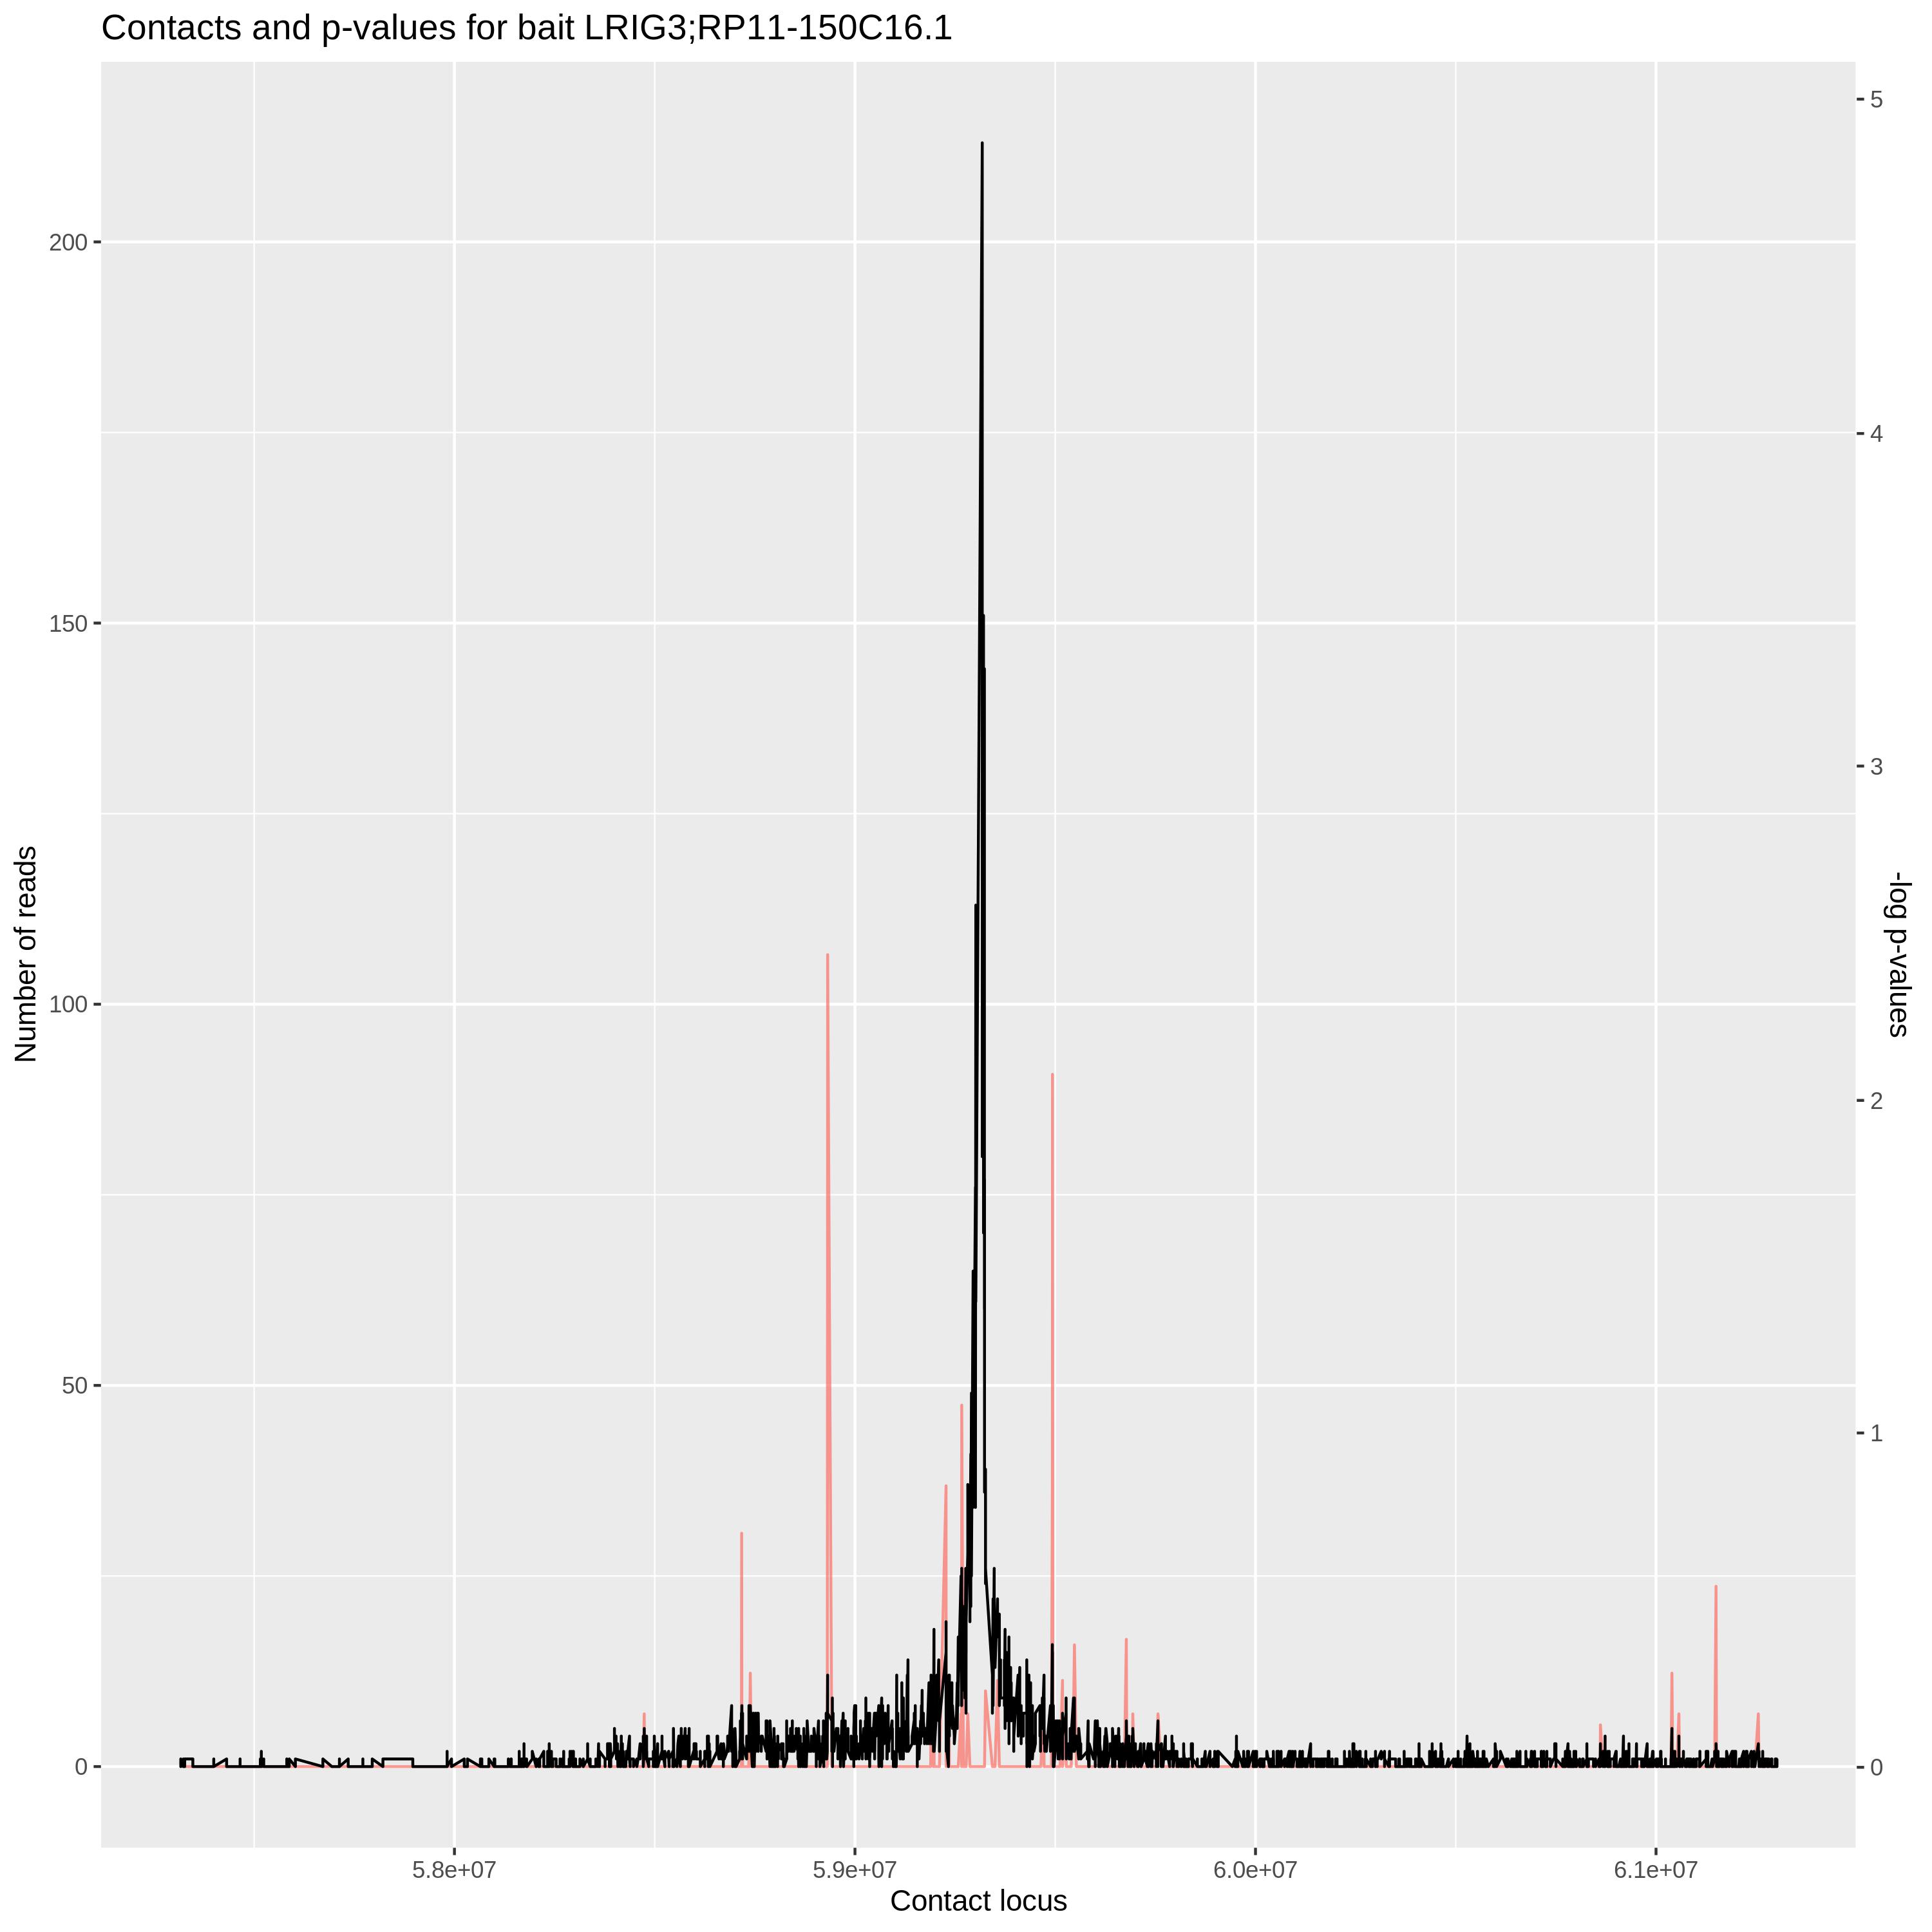 Contacts and p-values for bait LRIG3;RP11-150C16.1
Number of reads
200
150
100
50
0
5
4
3
2
1
0
-log p-values
5.8e+07
5.9e+07
6.0e+07
6.1e+07
Contact locus